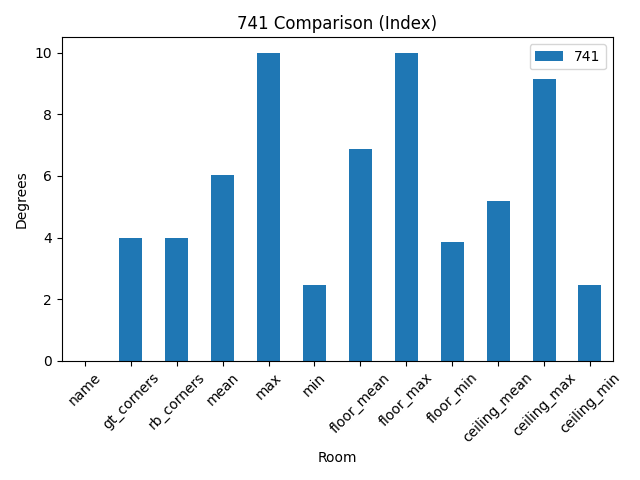 741 Comparison (Index)
741
Degrees
10
8
6
4
2
0
name
gt_corners
rb_corners
mean
max
min
floor_mean
floor_max
floor_min
ceiling_mean
ceiling_max
ceiling_min
Room